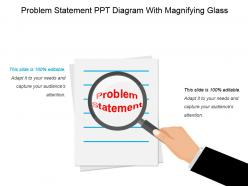 Problem Statement PPT Diagram With Magnifying Glass
This slide is 100% editable.
Adapt it to your needs and
capture your audience's
attention.
Problem
Statement
This slide is 100% editable.
Adapt it to your needs and
capture your audience's
attention.